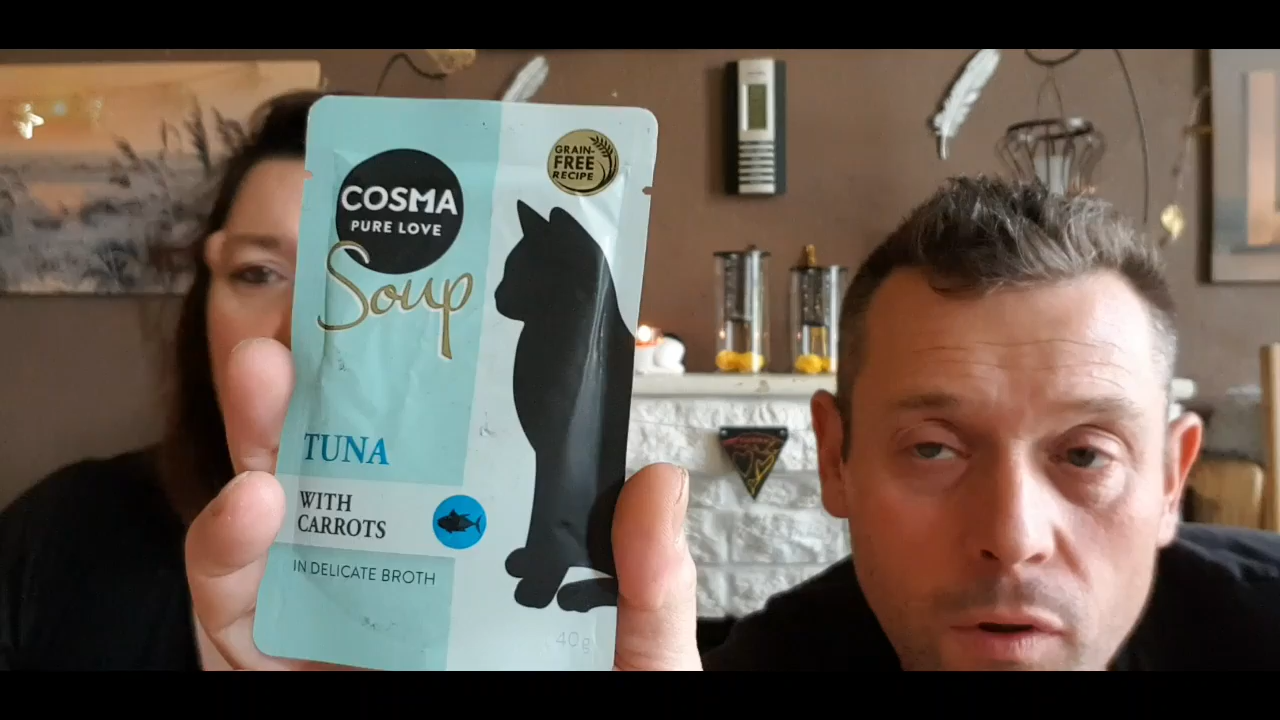 GRAIN-
FREE
RECIPE
COSMA
PURE LOVE
Soup
TUNA
WITH
CARROTS
IN DELICATE BROTH
40g